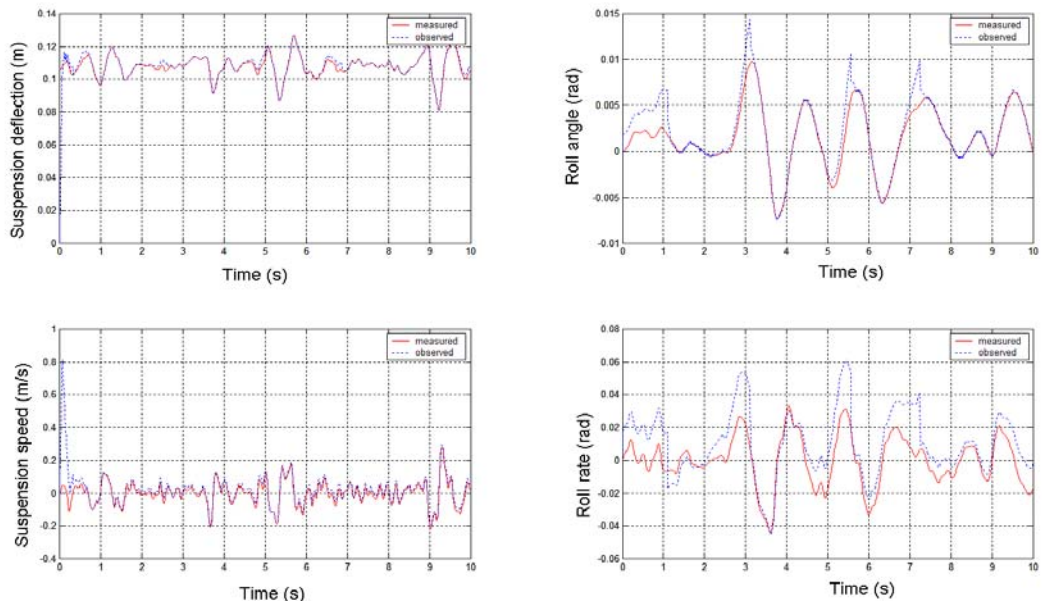 Suspension deflection (m)
0.14
0.12
0.1
0.08
0.06
0.04
0.02
0
0 1 2 3 4 5 6 7 8 9 10
Time (s)
measured
observed
Roll angle (rad)
0.015
0.01
0.005
0
-0.005
-0.01
0 1 2 3 4 5 6 7 8 9 10
Time (s)
measured
observed
Suspension speed (m/s)
1
0.8
0.6
0.4
0.2
0
-0.2
-0.4
0 1 2 3 4 5 6 7 8 9 10
Time (s)
measured
observed
Roll rate (rad)
0.08
0.06
0.04
0.02
0
-0.02
-0.04
-0.06
0 1 2 3 4 5 6 7 8 9 10
Time (s)
measured
observed